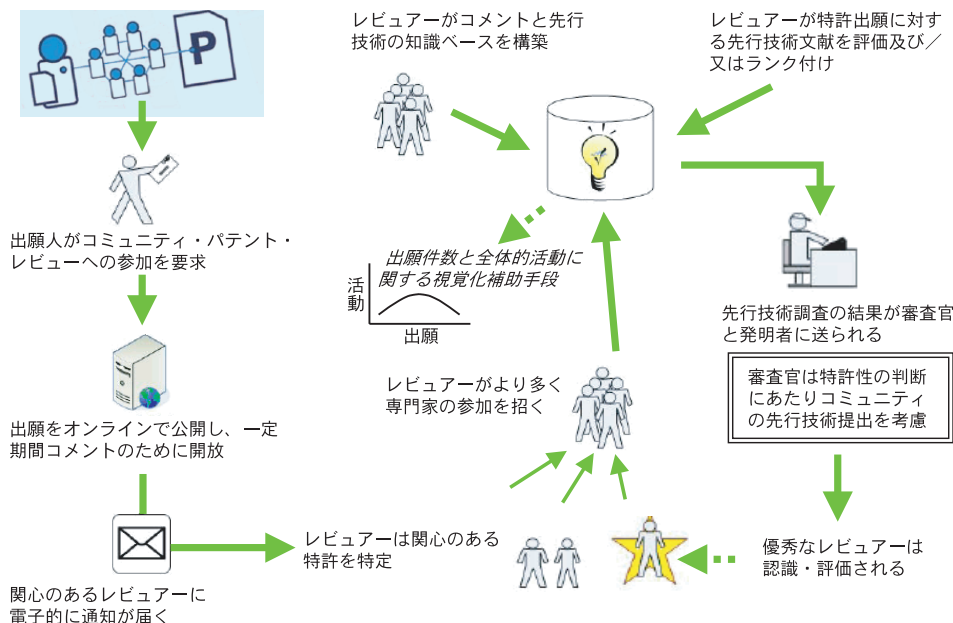 P
出願人がコミュニティ・パテント・
レビューへの参加を要求
出願をオンラインで公開し、一定
期間コメントのために開放
関心のあるレビュアーに
電子的に通知が届く
レビュアーは関心のある
特許を特定
レビュアーがより多く
専門家の参加を招く
レビュアーがコメントと先行
技術の知識ベースを構築
レビュアーが特許出願に対す
る先行技術文献を評価及び／
又はランク付け
出願件数と全体的活動に
関する視覚化補助手段
活動
出願
先行技術調査の結果が審査官
と発明者に送られる
審査官は特許性の判断
にあたりコミュニティ
の先行技術提出を考慮
優秀なレビュアーは
認識・評価される